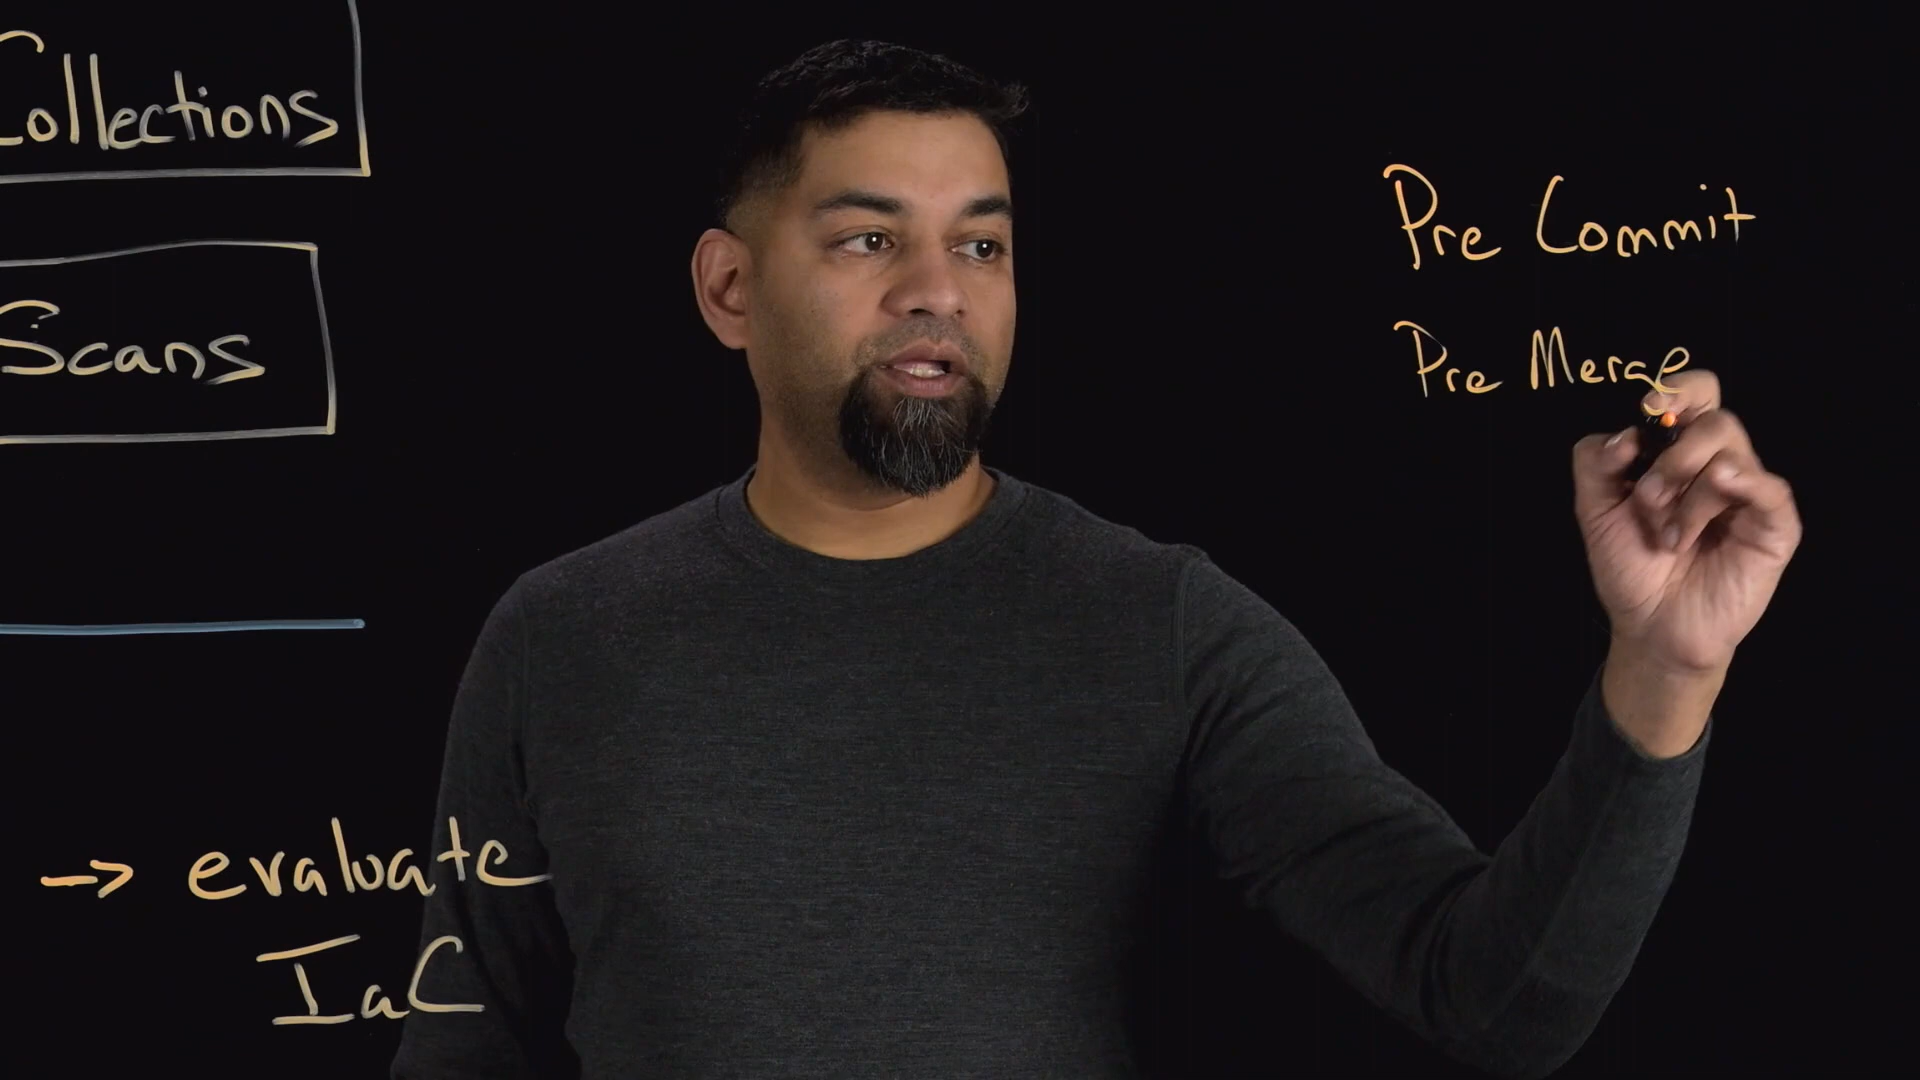 Collections
Scans
→ evaluate
IaC
Pre Commit
Pre Merge